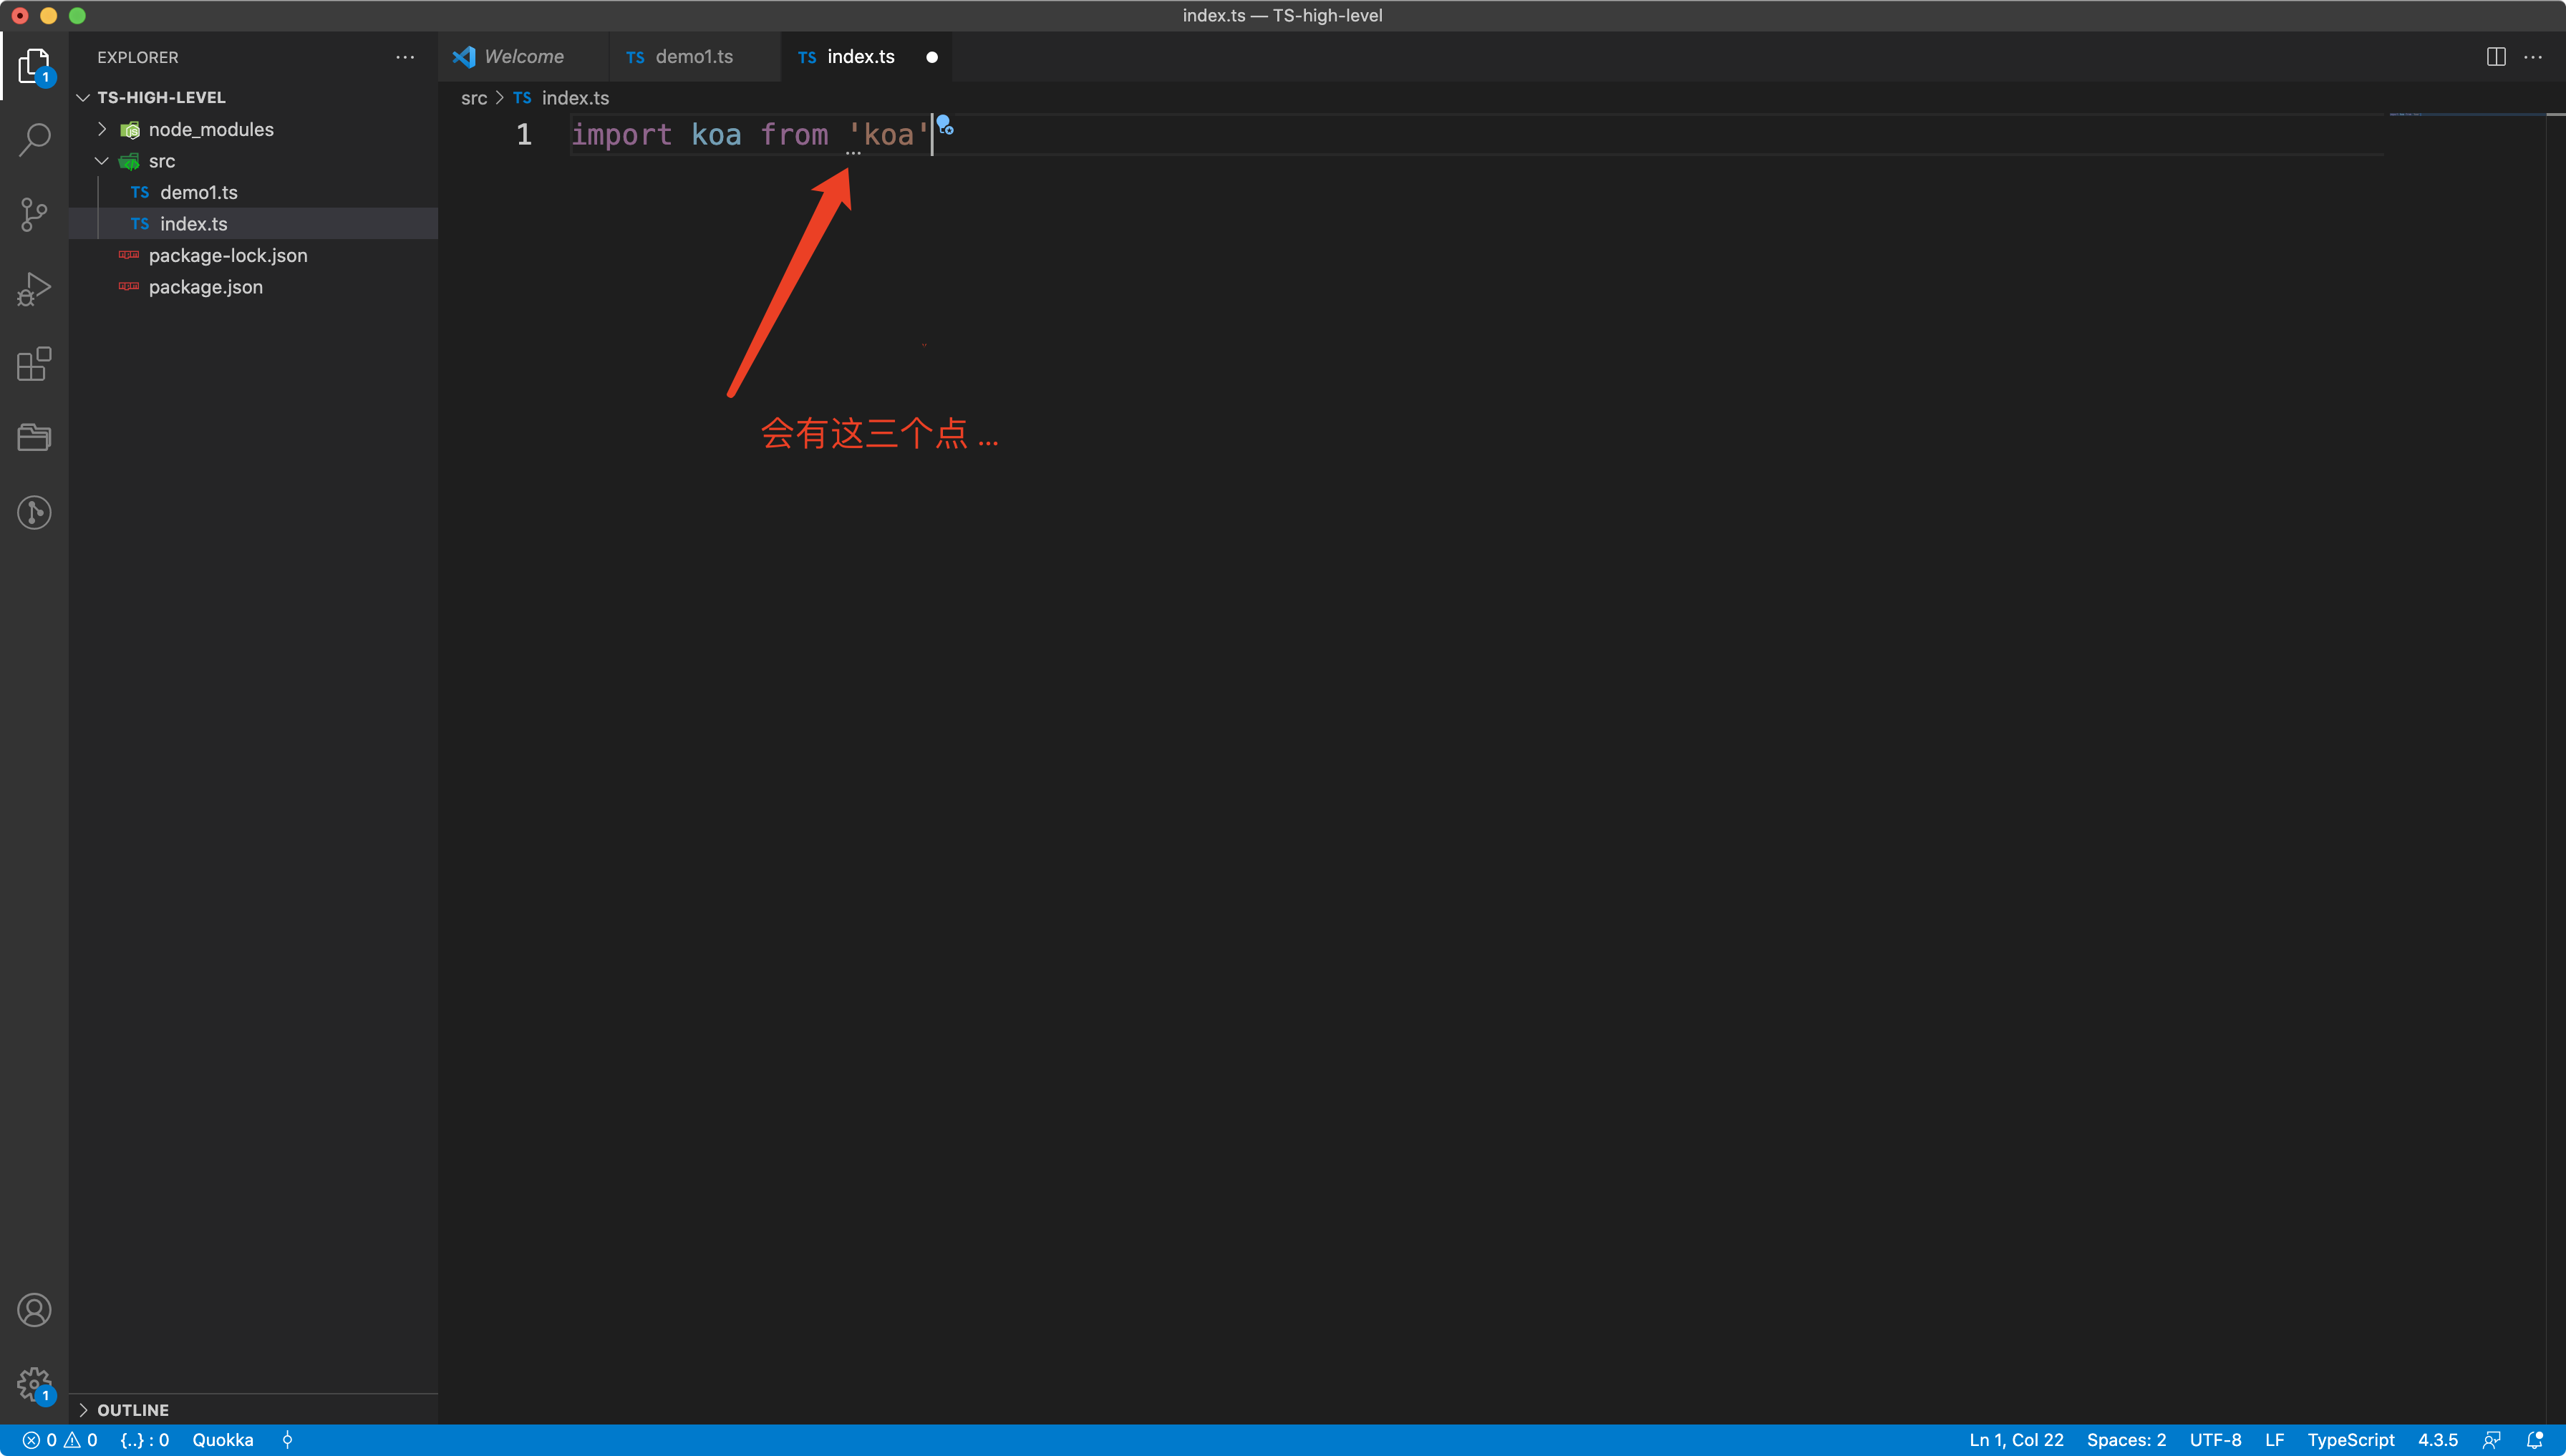 index.ts — TS-high-level
1
EXPLORER
Welcome
TS demo1.ts
TS index.ts
TS-HIGH-LEVEL
src > TS index.ts
node_modules
src
TS demo1.ts
TS index.ts
package-lock.json
package.json
1 import koa from 'koa'
会有这三个点 ...
1
OUTLINE
0 0 {..} : 0 Quokka
Ln 1, Col 22 Spaces: 2 UTF-8 LF TypeScript 4.3.5